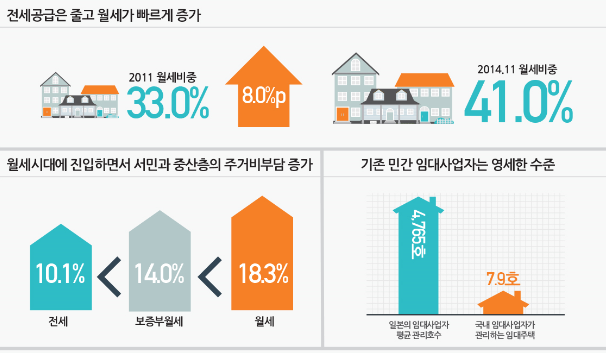 전세공급은 줄고 월세가 빠르게 증가
2011 월세비중
33.0%
8.0%p
2014.11 월세비중
41.0%
월세시대에 진입하면서 서민과 중산층의 주거비부담 증가
10.1%
<
14.0%
<
18.3%
전세
보증부월세
월세
기존 민간 임대사업자는 영세한 수준
4,765호
7.9호
일본의 임대사업자
평균 관리호수
국내 임대사업자가
관리하는 임대주택